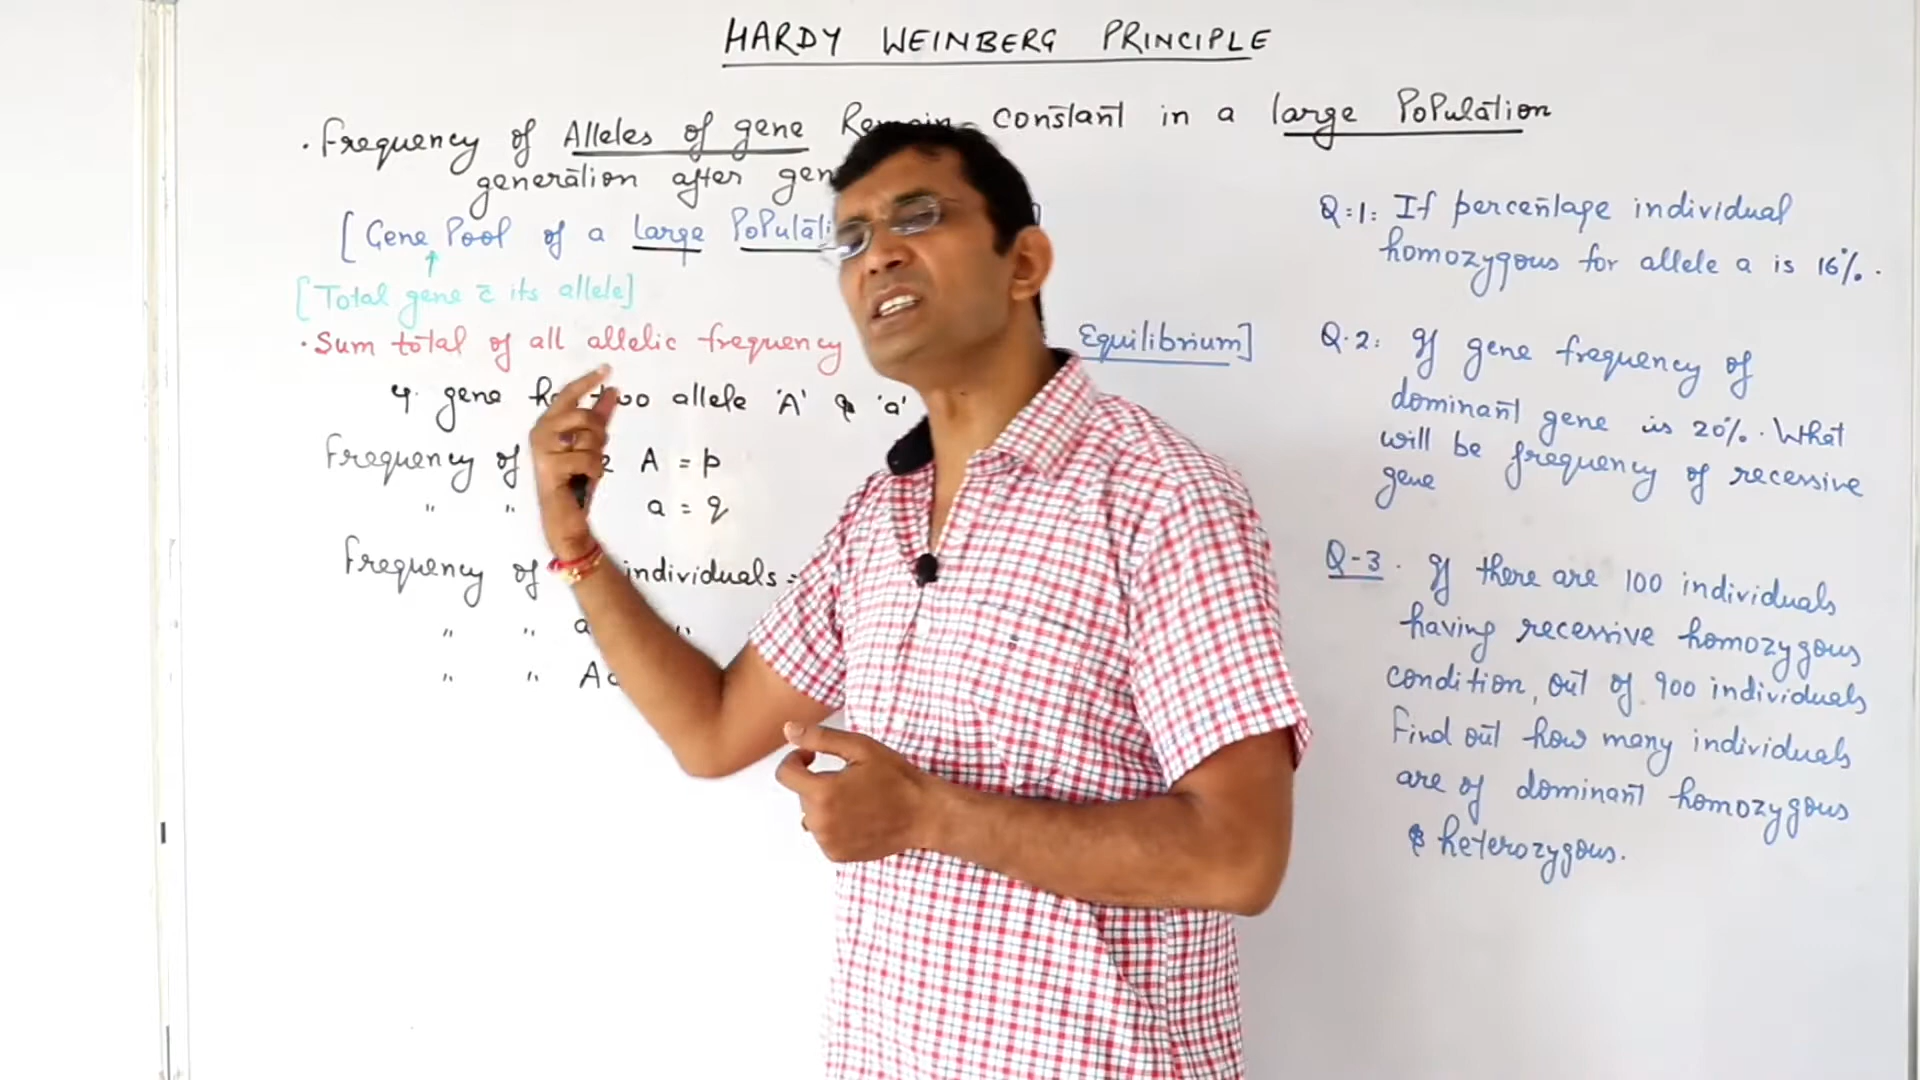 HARDY WEINBERG PRINCIPLE
. Frequency of Alleles of gene Remain constant in a large Population
generation after gen
[Gene Pool of a Large Populati
[Total gene c̄ its allele]
. Sum total of all allelic frequency Equilibrium]
gene two allele 'A' & 'a'
Frequency of A = p
" " a = q
Frequency of individuals =
" " a "
" " Aa
Q:1: If percentage individual
homozygous for allele a is 16%.
Q.2: If gene frequency of
dominant gene is 20%. What
will be frequency of recessive
gene
Q-3. If there are 100 individuals
having recessive homozygous
condition, out of 900 individuals
Find out how many individuals
are of dominant homozygous
& heterozygous.